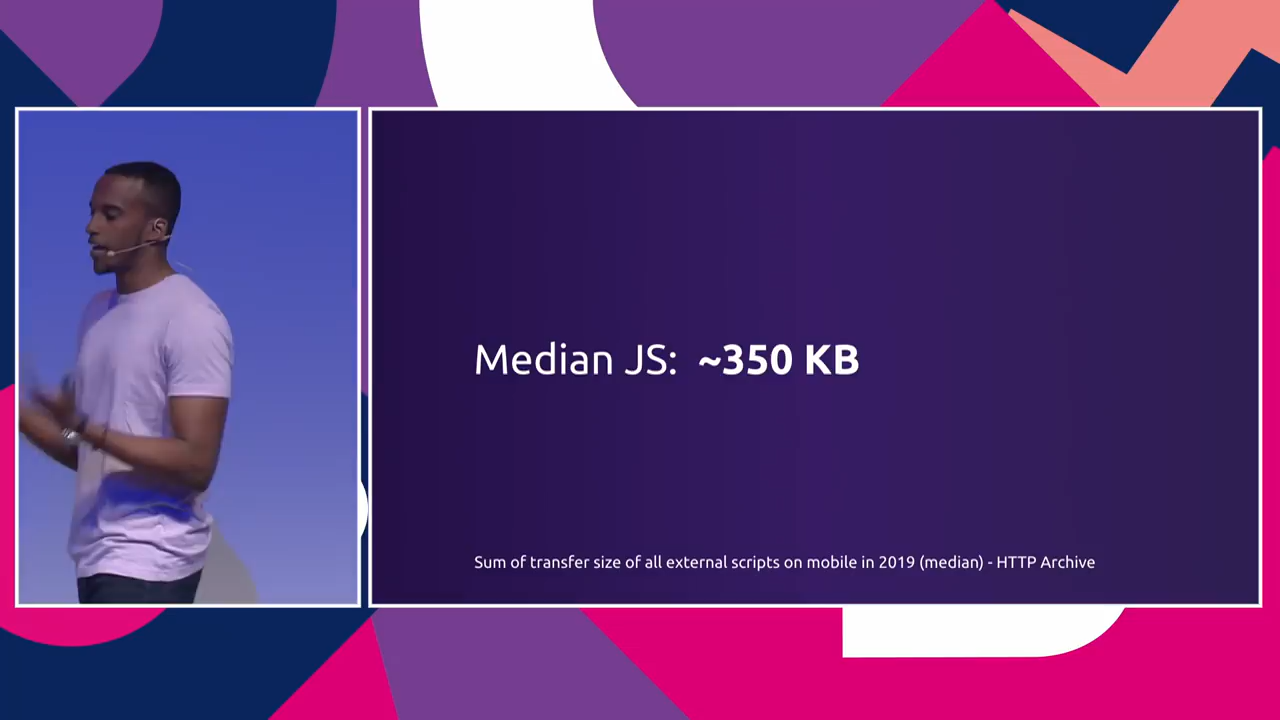 Median JS: ~350 KB
Sum of transfer size of all external scripts on mobile in 2019 (median) - HTTP Archive